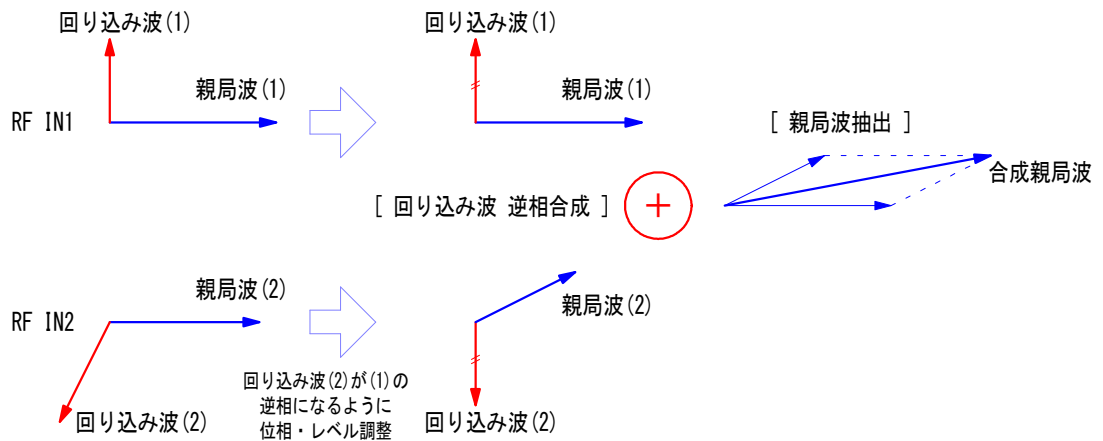 回り込み波(1)
親局波(1)
RF IN1
回り込み波(1)
親局波(1)
[ 親局波抽出 ]
合成親局波
[ 回り込み波 逆相合成 ]
親局波(2)
RF IN2
回り込み波(2)
回り込み波(2)が(1)の
逆相になるように
位相・レベル調整
親局波(2)
回り込み波(2)